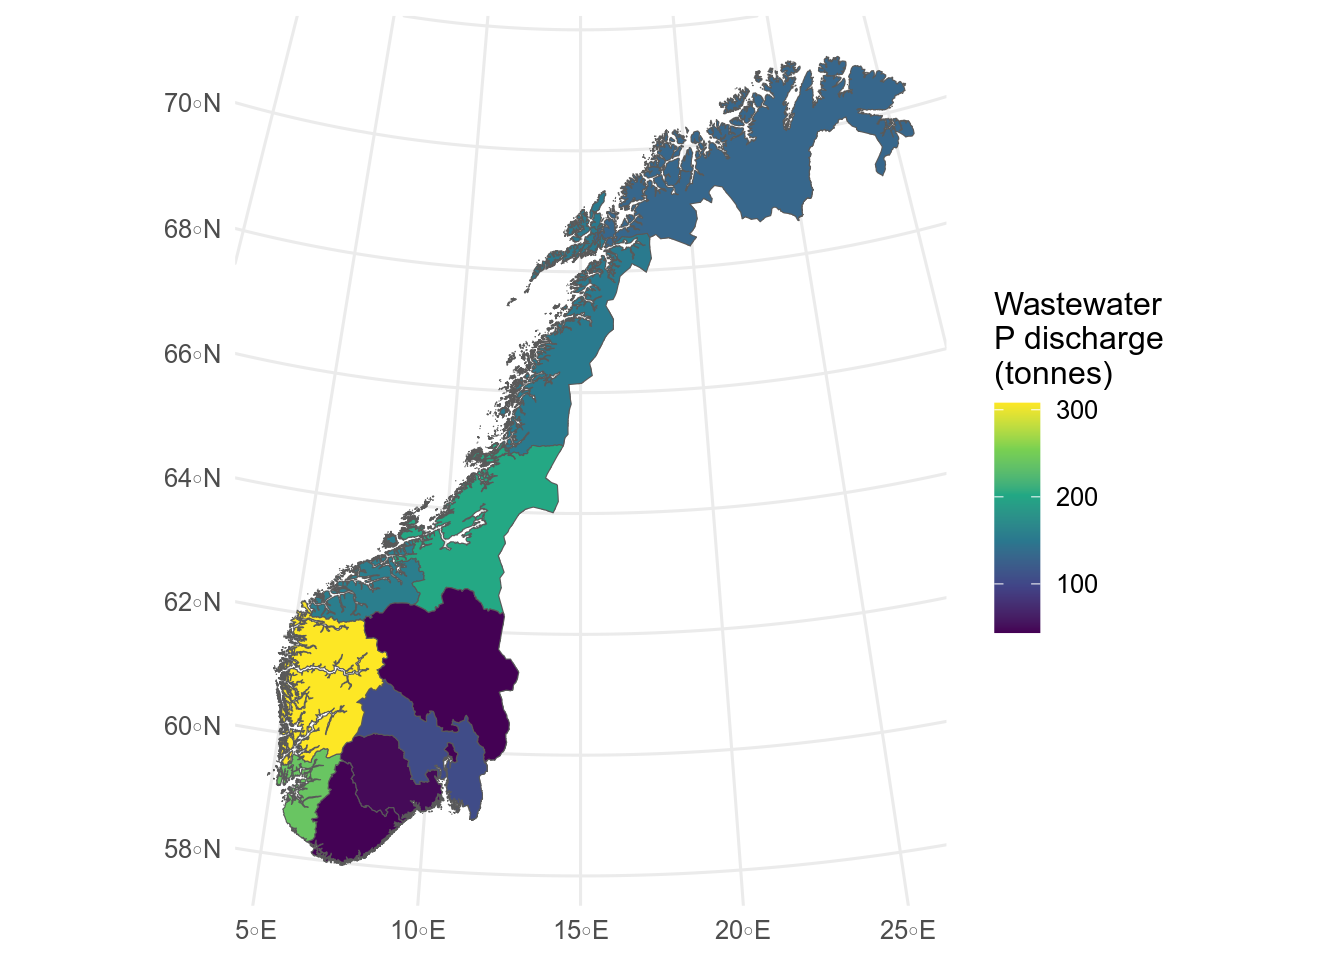 70◦N
68◦N
66◦N
64◦N
62◦N
60◦N
58◦N
5◦E
10◦E
15◦E
20◦E
25◦E
Wastewater
P discharge
(tonnes)
300
200
100